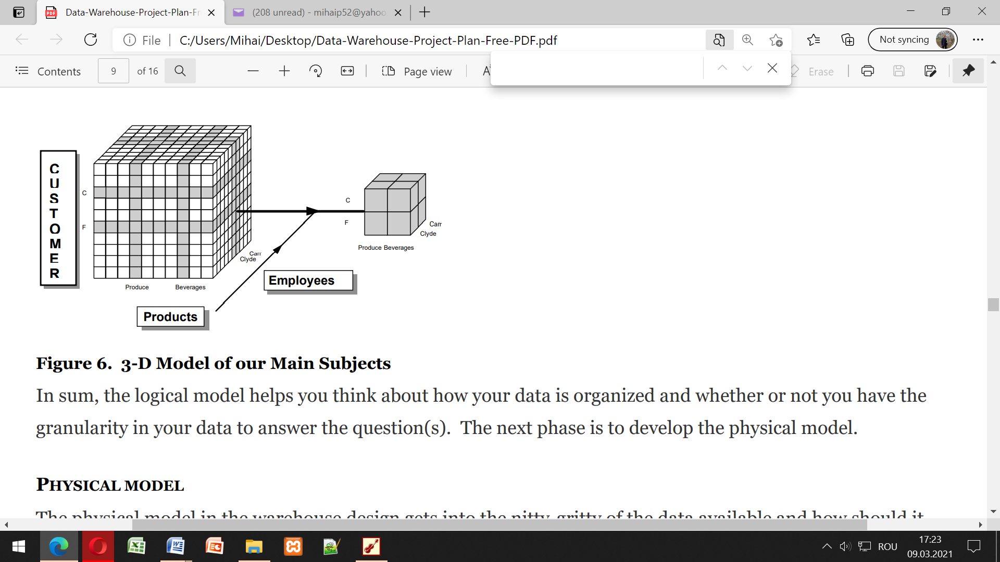 Data-Warehouse-Project-Plan-Fr
(208 unread) - mihaip52@yahoo
File
C:/Users/Mihai/Desktop/Data-Warehouse-Project-Plan-Free-PDF.pdf
Not syncing
Contents
9
of 16
Page view
Erase
CUSTOMER
C
F
Produce
Beverages
Carr
Clyde
Products
Employees
C
F
Carr
Clyde
Produce Beverages
Figure 6. 3-D Model of our Main Subjects
In sum, the logical model helps you think about how your data is organized and whether or not you have the
granularity in your data to answer the question(s). The next phase is to develop the physical model.
PHYSICAL MODEL
The physical model in the warehouse design gets into the nitty-gritty of the data available and how should it
ROU
17:23
09.03.2021